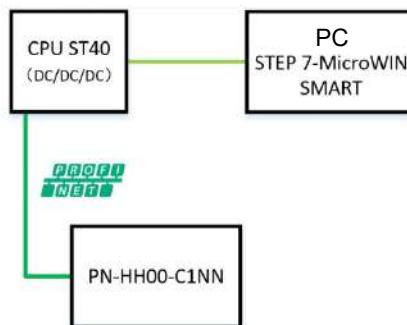 CPU ST40
（DC/DC/DC）
PC
STEP 7-MicroWIN
SMART
PROFI
NET
PN-HH00-C1NN